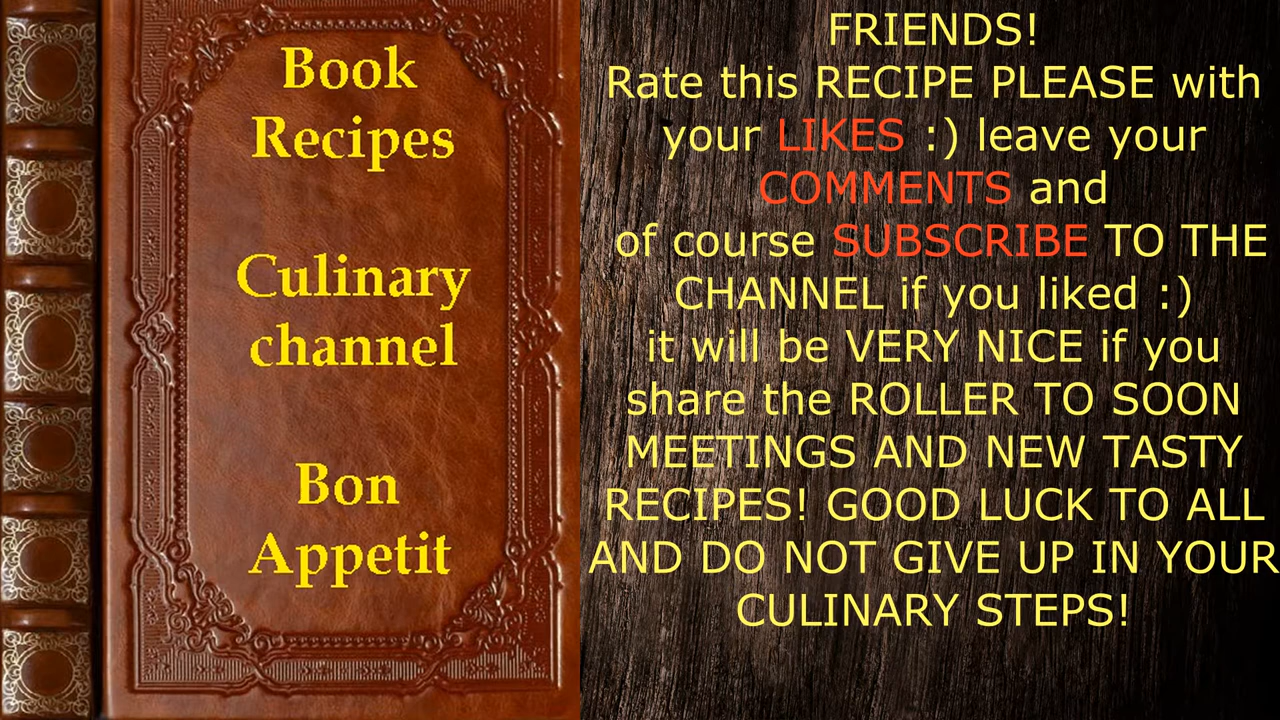 Book
Recipes
Culinary
channel
Bon
Appetit
FRIENDS!
Rate this RECIPE PLEASE with
your LIKES :) leave your
COMMENTS and
of course SUBSCRIBE TO THE
CHANNEL if you liked :)
it will be VERY NICE if you
share the ROLLER TO SOON
MEETINGS AND NEW TASTY
RECIPES! GOOD LUCK TO ALL
AND DO NOT GIVE UP IN YOUR
CULINARY STEPS!